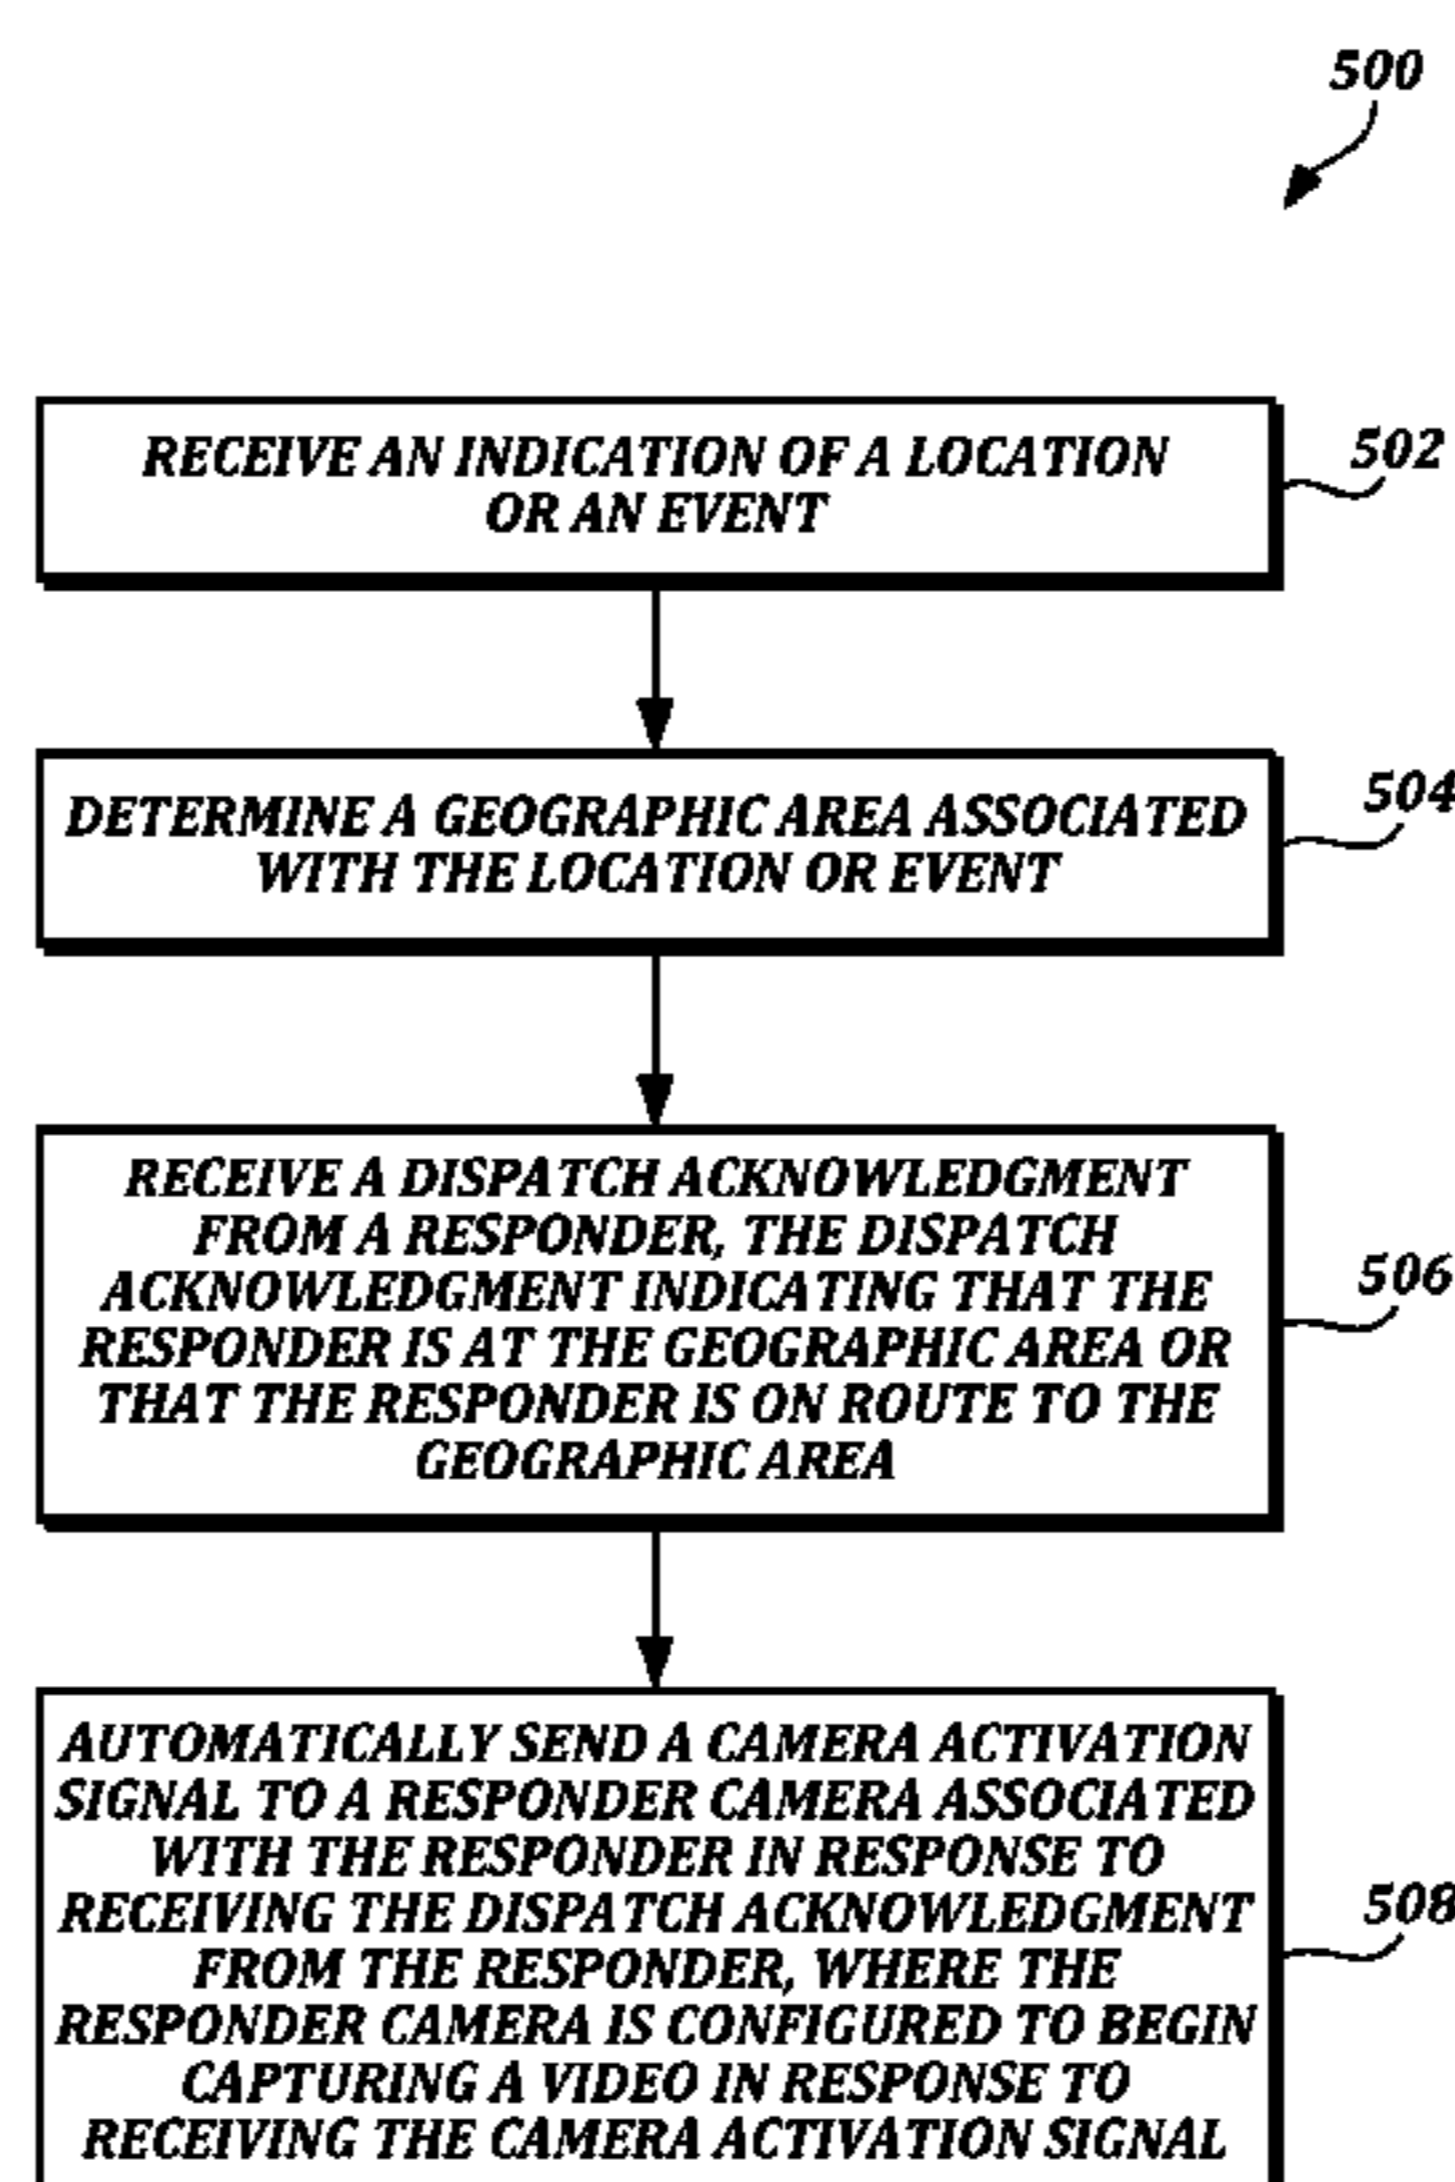 500
RECEIVE AN INDICATION OF A LOCATION
OR AN EVENT
502
DETERMINE A GEOGRAPHIC AREA ASSOCIATED
WITH THE LOCATION OR EVENT
504
RECEIVE A DISPATCH ACKNOWLEDGMENT
FROM A RESPONDER, THE DISPATCH
ACKNOWLEDGMENT INDICATING THAT THE
RESPONDER IS AT THE GEOGRAPHIC AREA OR
THAT THE RESPONDER IS ON ROUTE TO THE
GEOGRAPHIC AREA
506
AUTOMATICALLY SEND A CAMERA ACTIVATION
SIGNAL TO A RESPONDER CAMERA ASSOCIATED
WITH THE RESPONDER IN RESPONSE TO
RECEIVING THE DISPATCH ACKNOWLEDGMENT
FROM THE RESPONDER, WHERE THE
RESPONDER CAMERA IS CONFIGURED TO BEGIN
CAPTURING A VIDEO IN RESPONSE TO
RECEIVING THE CAMERA ACTIVATION SIGNAL
508